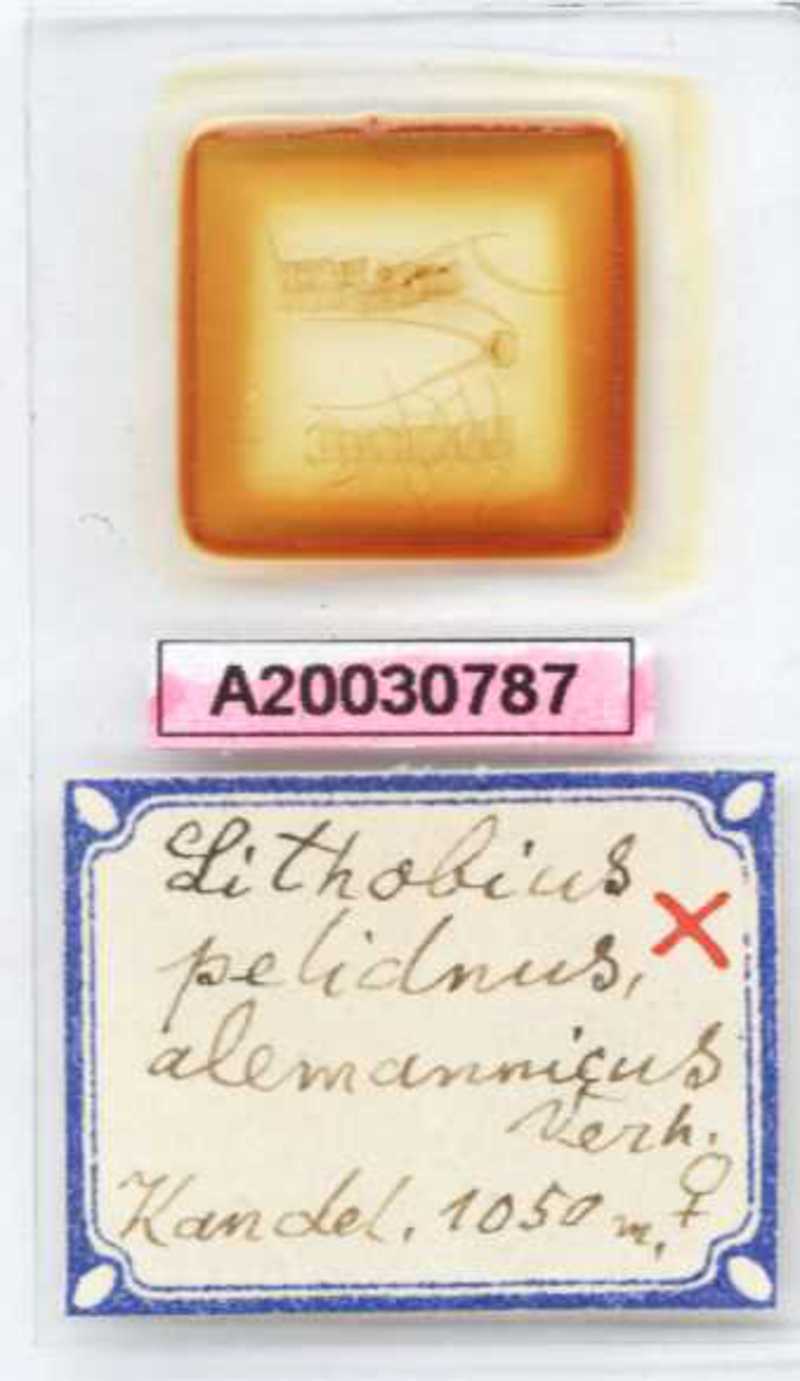 A20030787
Lithobius
pelidnus,
alemannicus
Verh.
Kandel. 1050 m. ♀